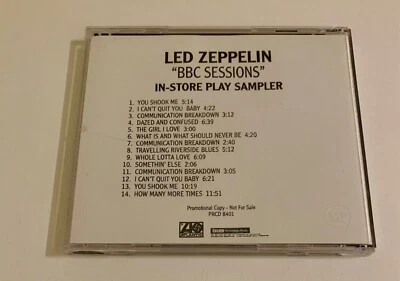 LED ZEPPELIN
"BBC SESSIONS"
IN-STORE PLAY SAMPLER
1. YOU SHOOK ME 5:14
2. I CAN'T QUIT YOU BABY 4:22
3. COMMUNICATION BREAKDOWN 3:12
4. DAZED AND CONFUSED 6:39
5. THE GIRL I LOVE 3:00
6. WHAT IS AND WHAT SHOULD NEVER BE 4:20
7. COMMUNICATION BREAKDOWN 2:40
8. TRAVELLING RIVERSIDE BLUES 5:12
9. WHOLE LOTTA LOVE 6:09
10. SOMETHIN' ELSE 2:06
11. COMMUNICATION BREAKDOWN 3:05
12. I CAN'T QUIT YOU BABY 6:21
13. YOU SHOOK ME 10:19
14. HOW MANY MORE TIMES 11:51
Promotional Copy - Not For Sale
PRCD 8401
ATLANTIC